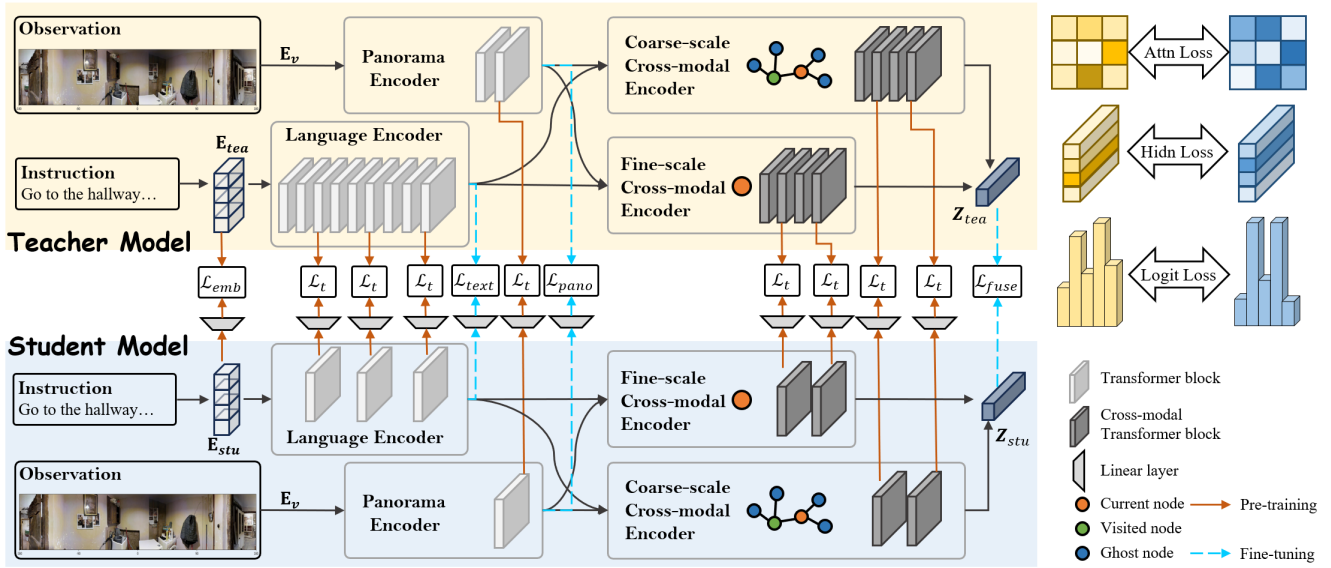 Observation
E_v
Panorama
Encoder
Coarse-scale
Cross-modal
Encoder
Instruction
Go to the hallway…
E_tea
Language Encoder
Fine-scale
Cross-modal
Encoder
Z_tea
Teacher Model
ℒ_emb
ℒ_t
ℒ_t
ℒ_t
ℒ_text
ℒ_t
ℒ_pano
ℒ_t
ℒ_t
ℒ_t
ℒ_t
ℒ_fuse
Student Model
Instruction
Go to the hallway…
E_stu
Language Encoder
Fine-scale
Cross-modal
Encoder
Z_stu
Observation
E_v
Panorama
Encoder
Coarse-scale
Cross-modal
Encoder
Attn Loss
Hidn Loss
Logit Loss
Transformer block
Cross-modal
Transformer block
Linear layer
Current node
Pre-training
Visited node
Ghost node
Fine-tuning